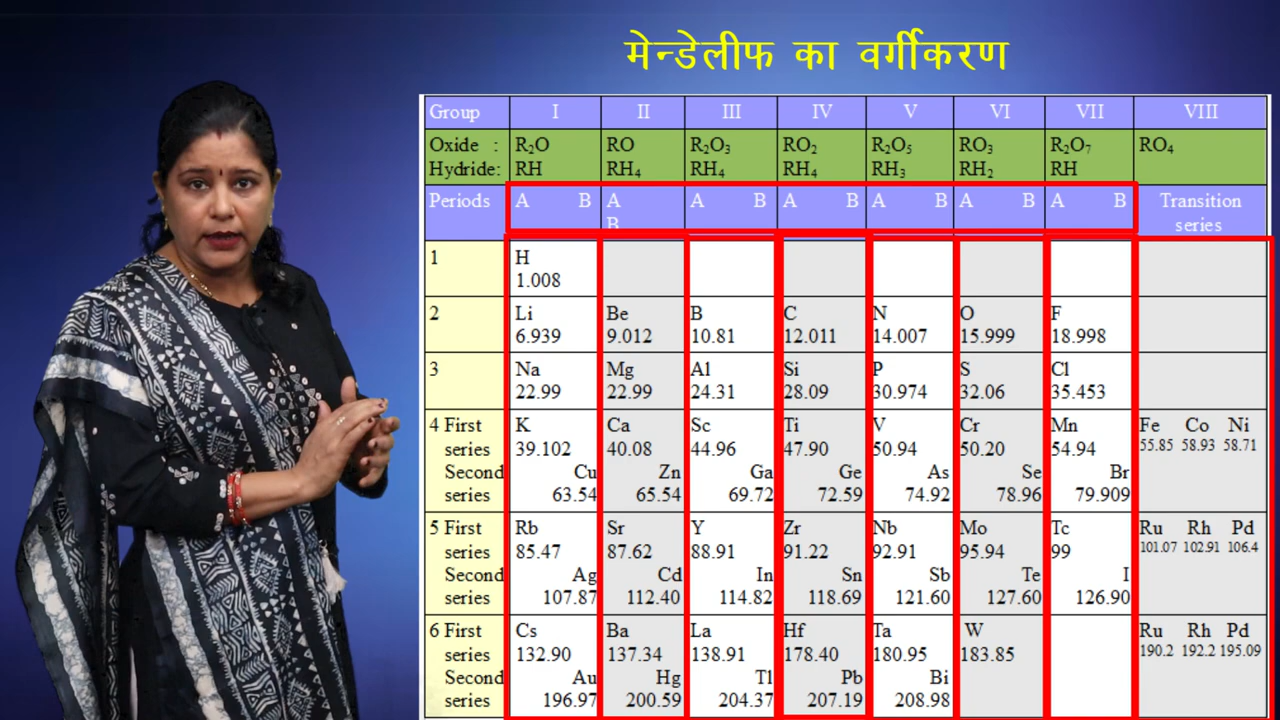 मेन्डेलीफ का वर्गीकरण
Group I II III IV V VI VII VIII
Oxide : R₂O RO R₂O₃ RO₂ R₂O₅ RO₃ R₂O₇ RO₄
Hydride: RH RH₄ RH₄ RH₄ RH₃ RH₂ RH
Periods A B A A B A B A B A B A B Transition
B series
1 H
1.008
2 Li Be B C N O F
6.939 9.012 10.81 12.011 14.007 15.999 18.998
3 Na Mg Al Si P S Cl
22.99 22.99 24.31 28.09 30.974 32.06 35.453
4 First K Ca Sc Ti V Cr Mn Fe Co Ni
series 39.102 40.08 44.96 47.90 50.94 50.20 54.94 55.85 58.93 58.71
Second Cu Zn Ga Ge As Se Br
series 63.54 65.54 69.72 72.59 74.92 78.96 79.909
5 First Rb Sr Y Zr Nb Mo Tc Ru Rh Pd
series 85.47 87.62 88.91 91.22 92.91 95.94 99 101.07 102.91 106.4
Second Ag Cd In Sn Sb Te I
series 107.87 112.40 114.82 118.69 121.60 127.60 126.90
6 First Cs Ba La Hf Ta W Ru Rh Pd
series 132.90 137.34 138.91 178.40 180.95 183.85 190.2 192.2 195.09
Second Au Hg Tl Pb Bi
series 196.97 200.59 204.37 207.19 208.98